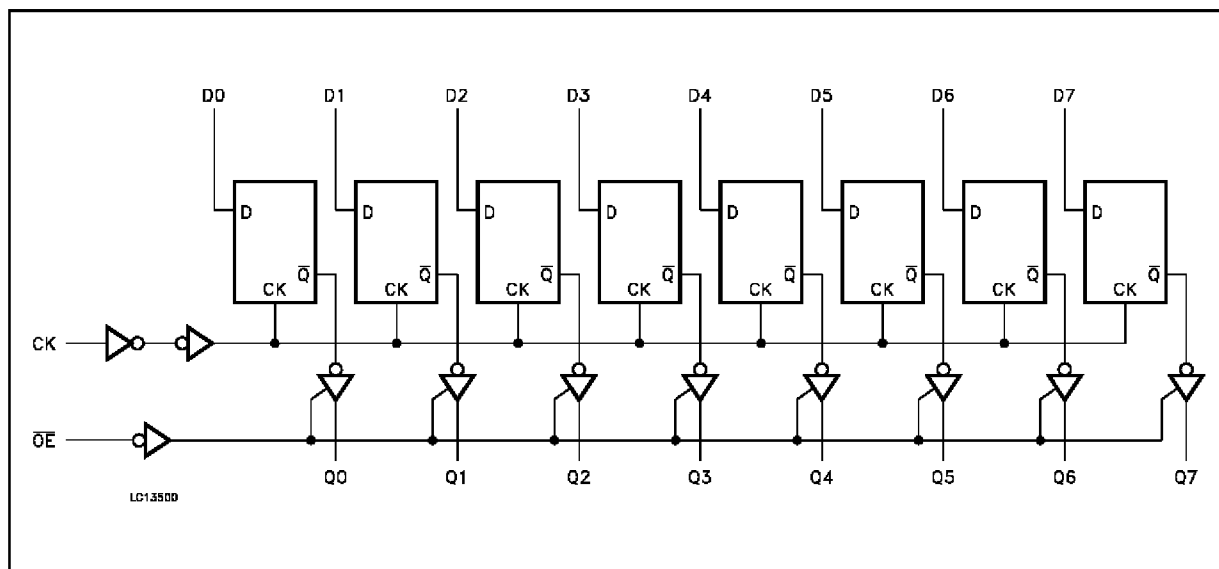 D0 D1 D2 D3 D4 D5 D6 D7
D D D D D D D D
Q̅ Q̅ Q̅ Q̅ Q̅ Q̅ Q̅ Q̅
CK CK CK CK CK CK CK CK
CK
O̅E̅
Q0 Q1 Q2 Q3 Q4 Q5 Q6 Q7
LC13500